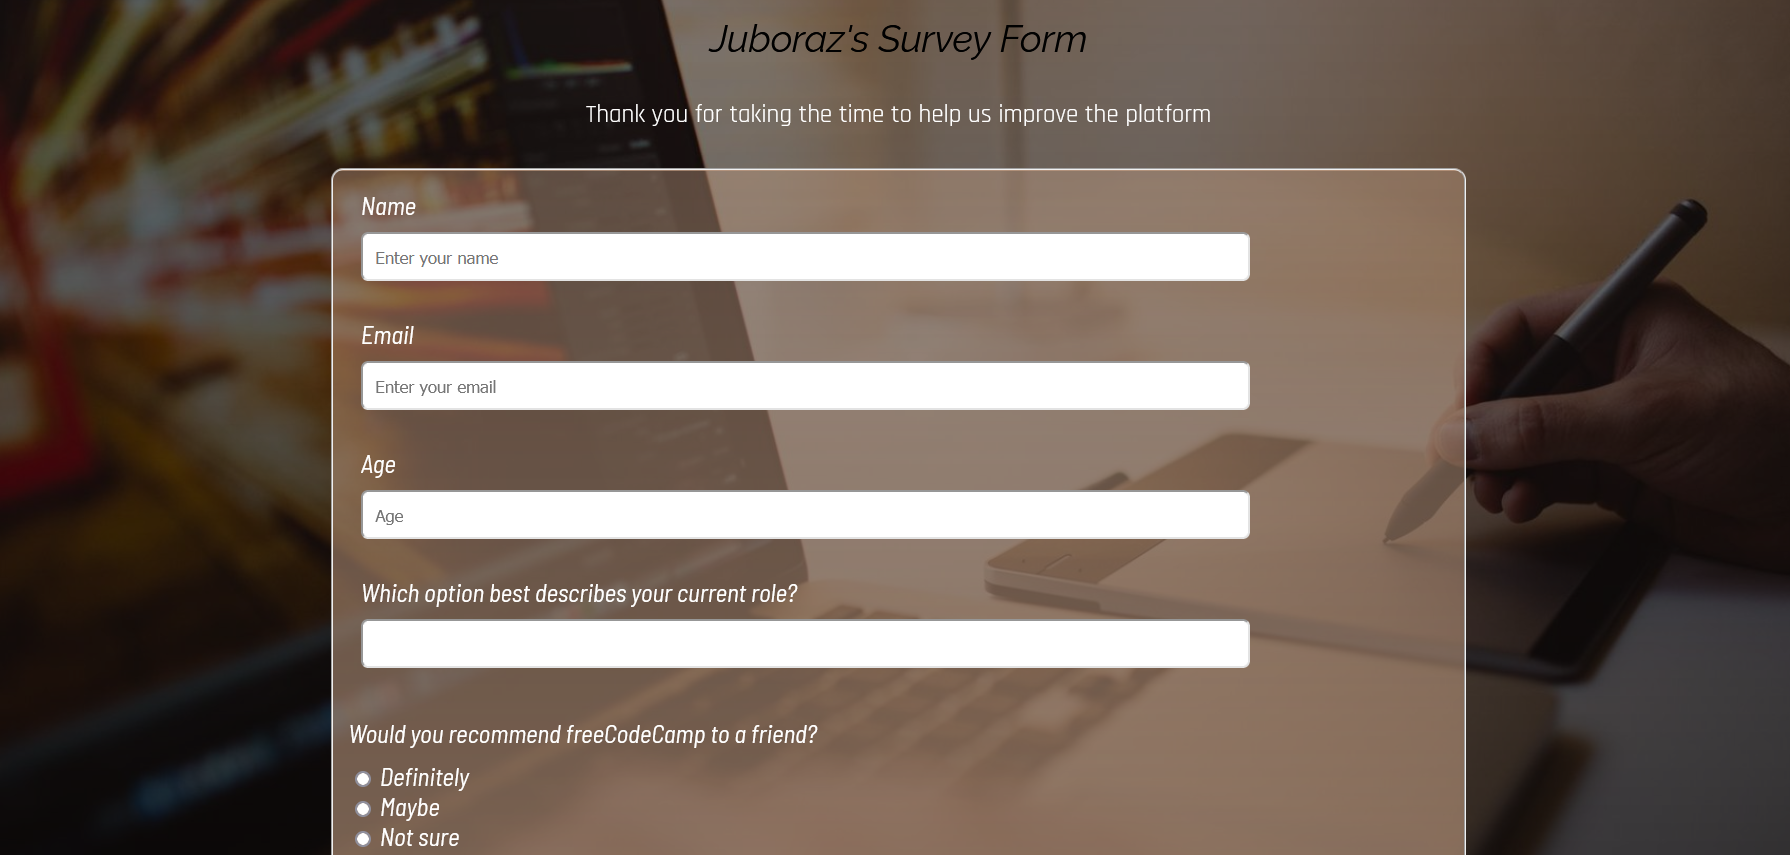 Juboraz's Survey Form
Thank you for taking the time to help us improve the platform
Name
Enter your name
Email
Enter your email
Age
Age
Which option best describes your current role?
Would you recommend freeCodeCamp to a friend?
Definitely
Maybe
Not sure